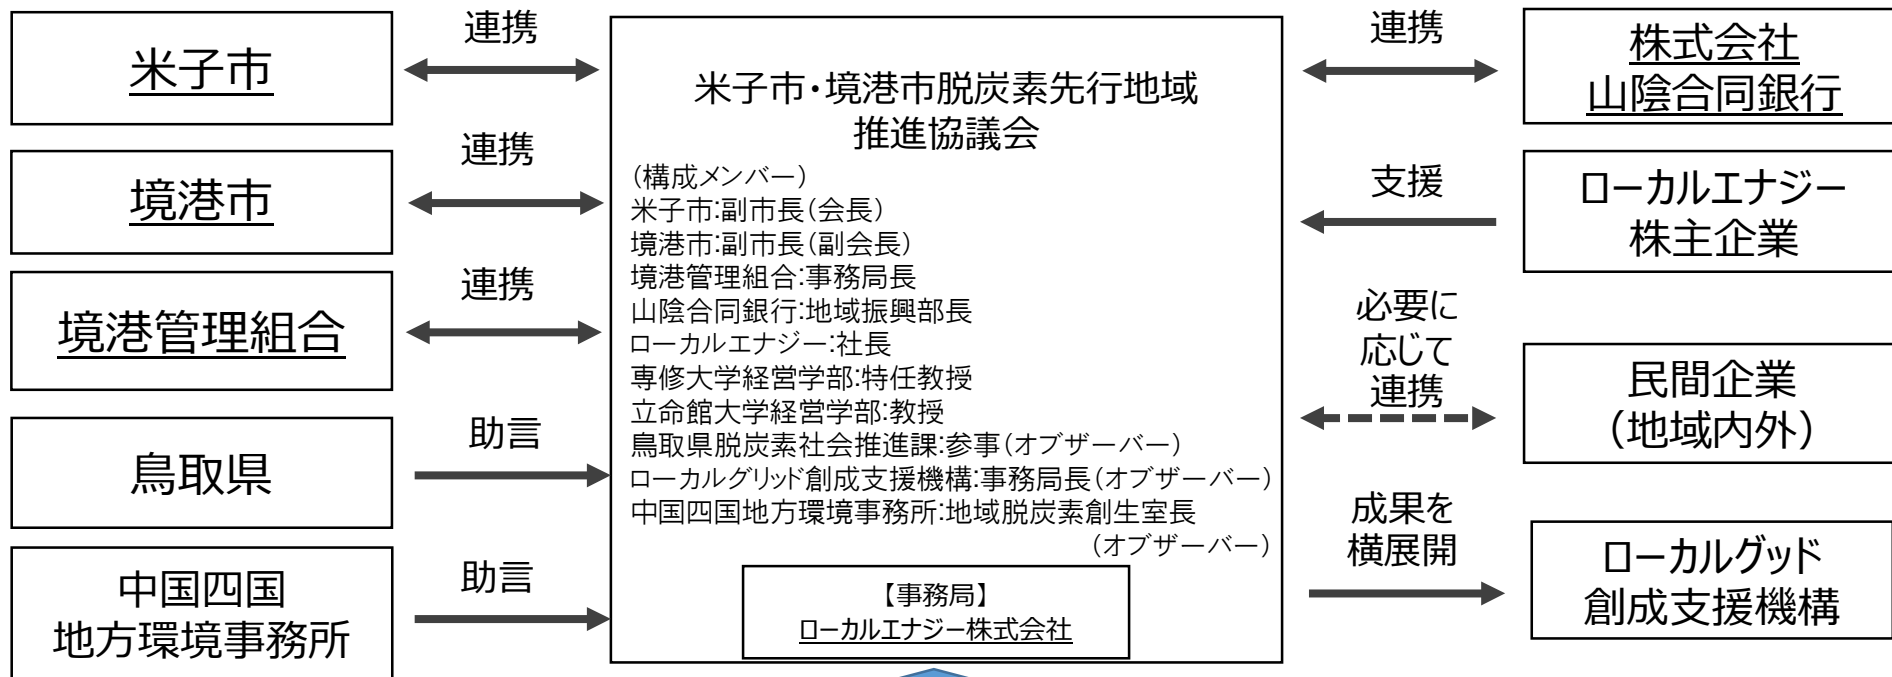 米子市
連携
境港市
連携
境港管理組合
連携
鳥取県
助言
中国四国
地方環境事務所
助言
米子市・境港市脱炭素先行地域
推進協議会
(構成メンバー)
米子市:副市長(会長)
境港市:副市長(副会長)
境港管理組合:事務局長
山陰合同銀行:地域振興部長
ローカルエナジー:社長
専修大学経営学部:特任教授
立命館大学経営学部:教授
鳥取県脱炭素社会推進課:参事(オブザーバー)
ローカルグリッド創成支援機構:事務局長(オブザーバー)
中国四国地方環境事務所:地域脱炭素創生室長
(オブザーバー)
【事務局】
ローカルエナジー株式会社
連携
株式会社
山陰合同銀行
支援
ローカルエナジー
株主企業
必要に
応じて
連携
民間企業
(地域内外)
成果を
横展開
ローカルグッド
創成支援機構